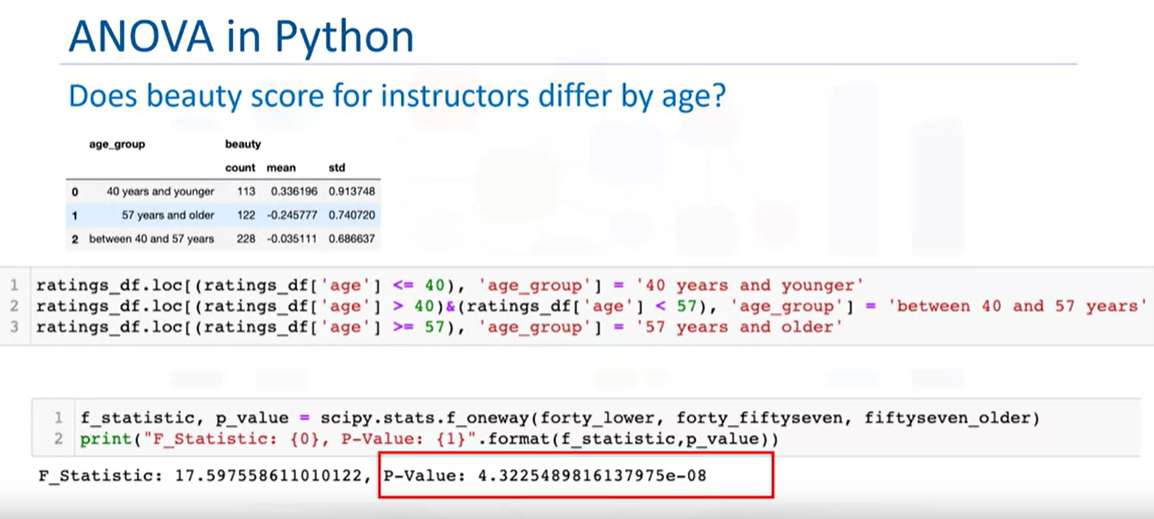 ANOVA in Python
Does beauty score for instructors differ by age?
age_group beauty
count mean std
0 40 years and younger 113 0.336196 0.913748
1 57 years and older 122 -0.245777 0.740720
2 between 40 and 57 years 228 -0.035111 0.686637
1 ratings_df.loc[(ratings_df['age'] <= 40), 'age_group'] = '40 years and younger'
2 ratings_df.loc[(ratings_df['age'] > 40)&(ratings_df['age'] < 57), 'age_group'] = 'between 40 and 57 years'
3 ratings_df.loc[(ratings_df['age'] >= 57), 'age_group'] = '57 years and older'
1 f_statistic, p_value = scipy.stats.f_oneway(forty_lower, forty_fiftyseven, fiftyseven_older)
2 print("F_Statistic: {0}, P-Value: {1}".format(f_statistic,p_value))
F_Statistic: 17.597558611010122, P-Value: 4.3225489816137975e-08